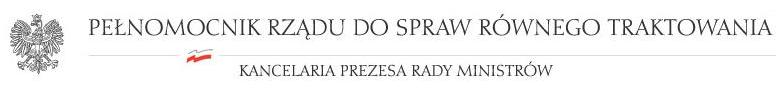 PEŁNOMOCNIK RZĄDU DO SPRAW RÓWNEGO TRAKTOWANIA
KANCELARIA PREZESA RADY MINISTRÓW